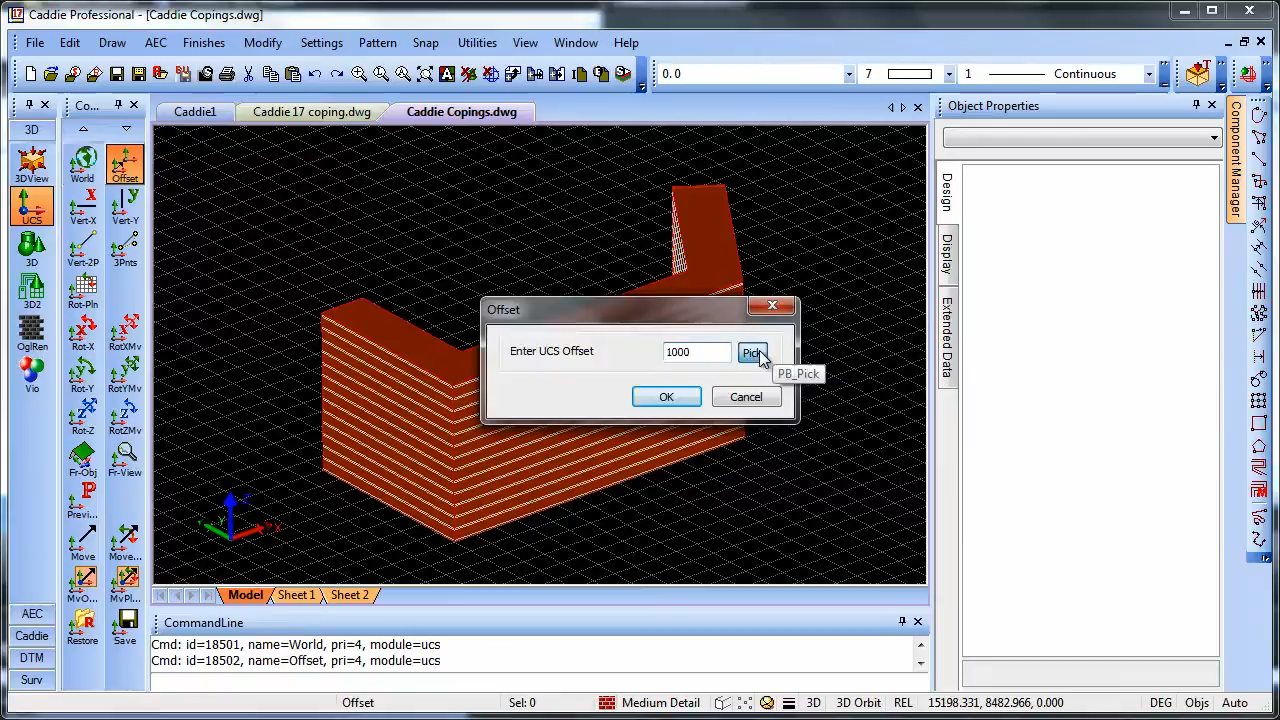 Caddie Professional - [Caddie Copings.dwg]
File Edit Draw AEC Finishes Modify Settings Pattern Snap Utilities View Window Help
0.0 7 1 Continuous
Co...
Caddie1 Caddie 17 coping.dwg Caddie Copings.dwg
Object Properties
3D
3DView World Offset
UCS Vert-X Vert-Y
3D Vert-2P 3Pnts
3D2 Rot-Pln
OglRen Rot-X RotXMv
Vio Rot-Y RotYMv
Rot-Z RotZMv
Fr-Obj Fr-View
Previ...
Move Move...
MvO... MvPl...
Restore Save
AEC
Caddie
DTM
Surv
Offset
Enter UCS Offset 1000 Pick
PB_Pick
OK Cancel
Z
Y X
Design
Display
Extended Data
Component Manager
Model Sheet 1 Sheet 2
CommandLine
Cmd: id=18501, name=World, pri=4, module=ucs
Cmd: id=18502, name=Offset, pri=4, module=ucs
Offset Sel: 0 Medium Detail 3D 3D Orbit REL 15198.331, 8482.966, 0.000 DEG Objs Auto